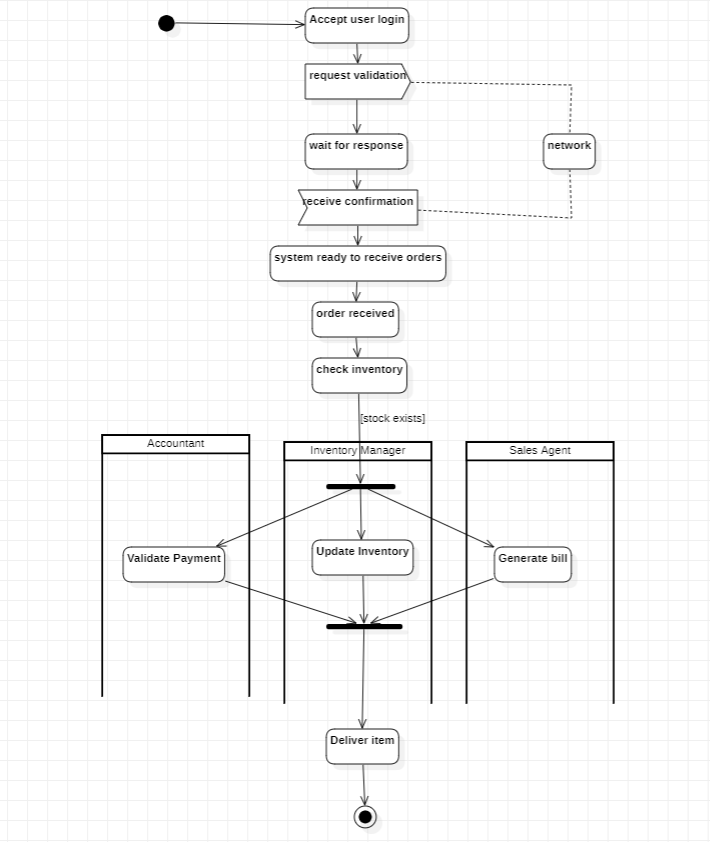 Accept user login
request validation
wait for response
network
receive confirmation
system ready to receive orders
order received
check inventory
[stock exists]
Accountant
Inventory Manager
Sales Agent
Validate Payment
Update Inventory
Generate bill
Deliver item